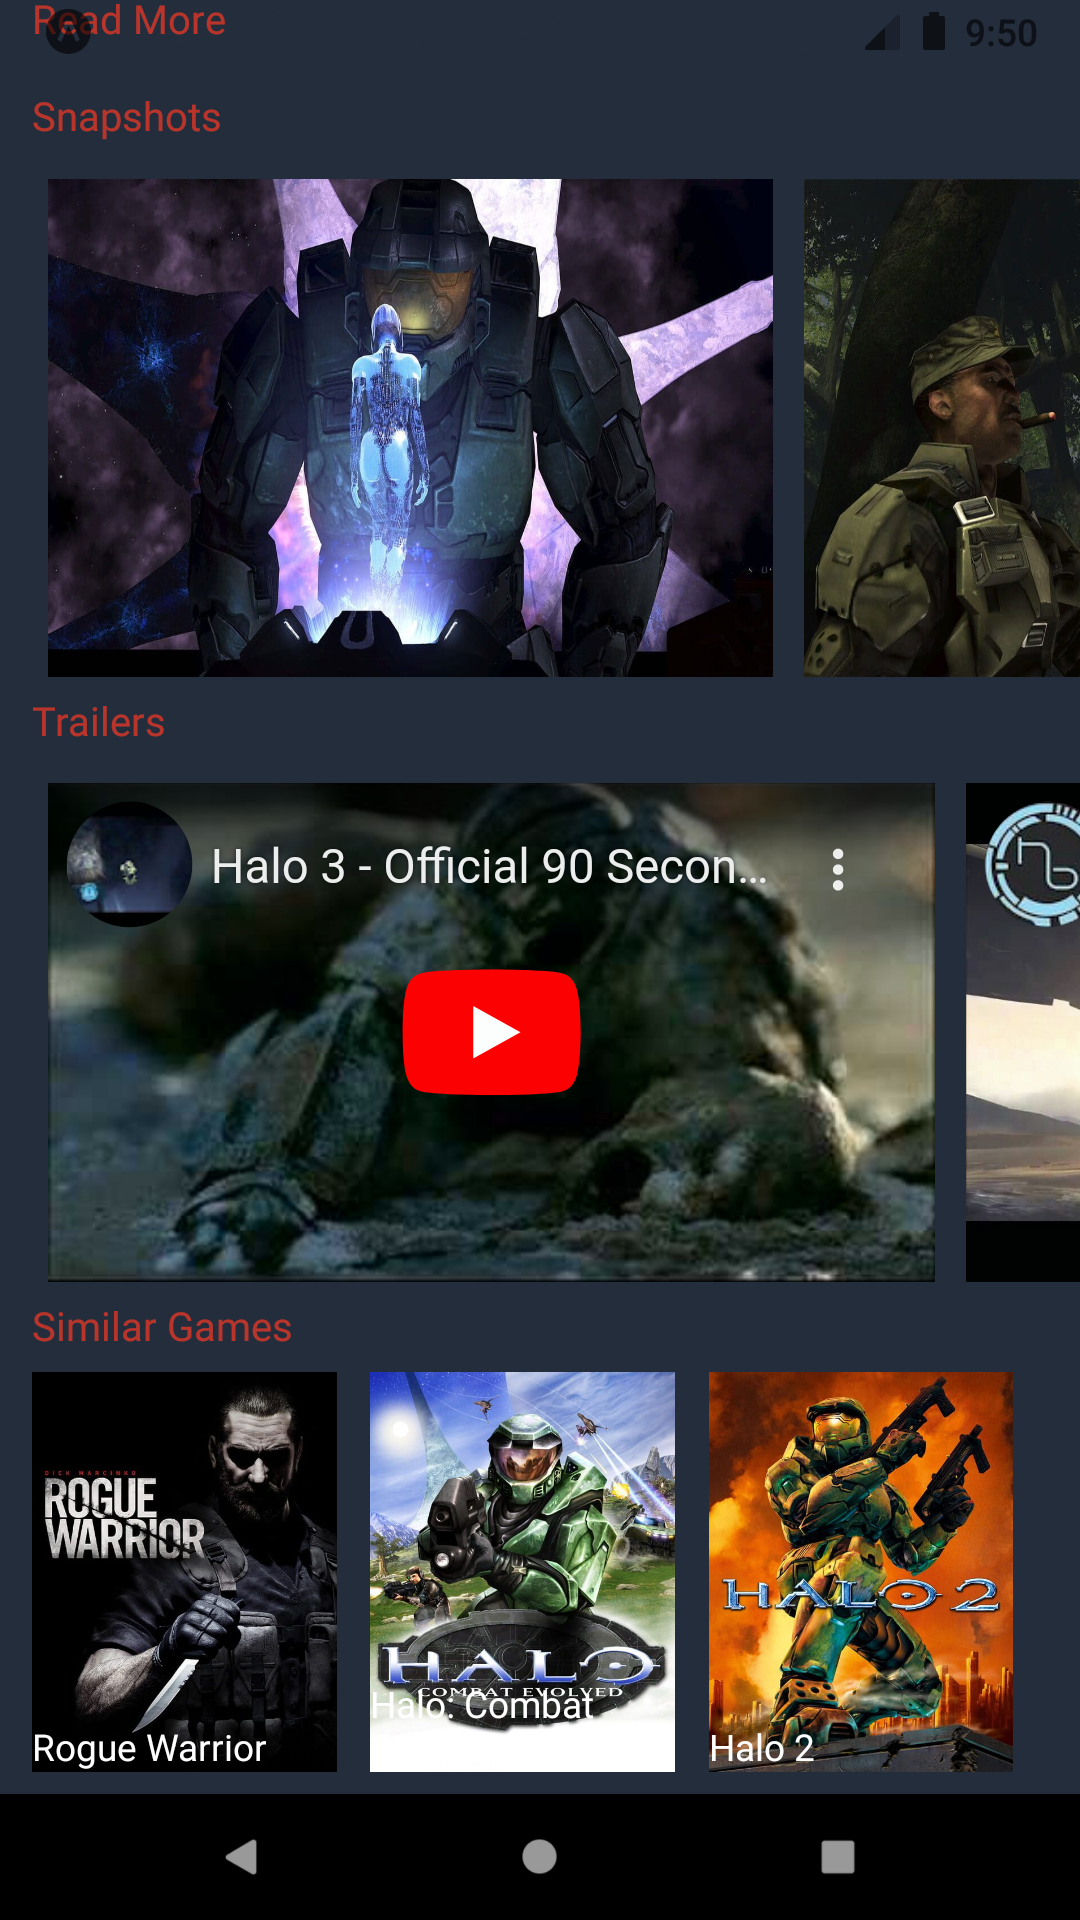 Read More
9:50
Snapshots
Trailers
Halo 3 - Official 90 Secon...
Similar Games
DICK MARCINKO
ROGUE
WARRIOR
Rogue Warrior
HALO
COMBAT EVOLVED
Halo: Combat
HALO 2
Halo 2